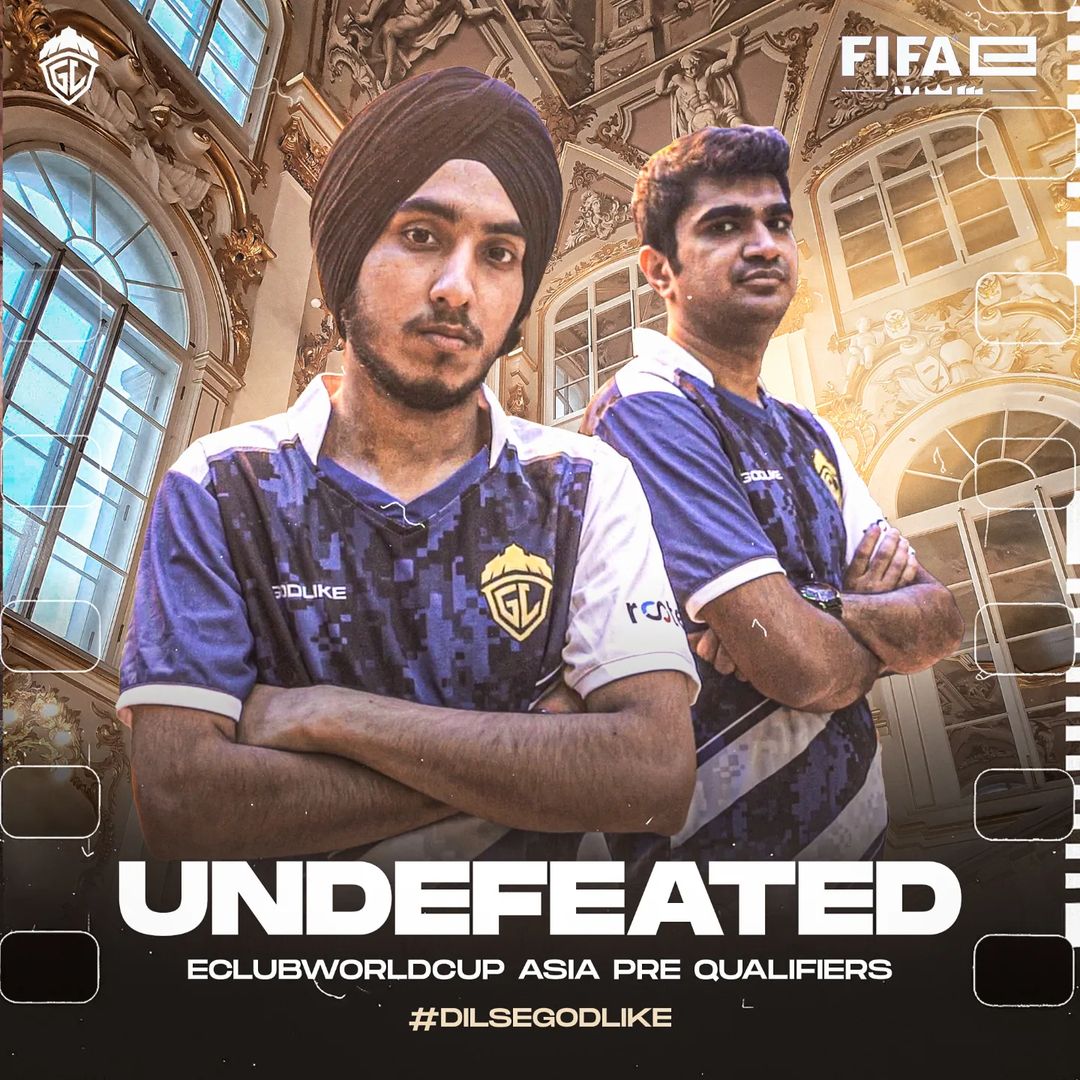 GL
FIFA e
GODLIKE
GL
GODLIKE
UNDEFEATED
ECLUBWORLDCUP ASIA PRE QUALIFIERS
#DILSEGODLIKE